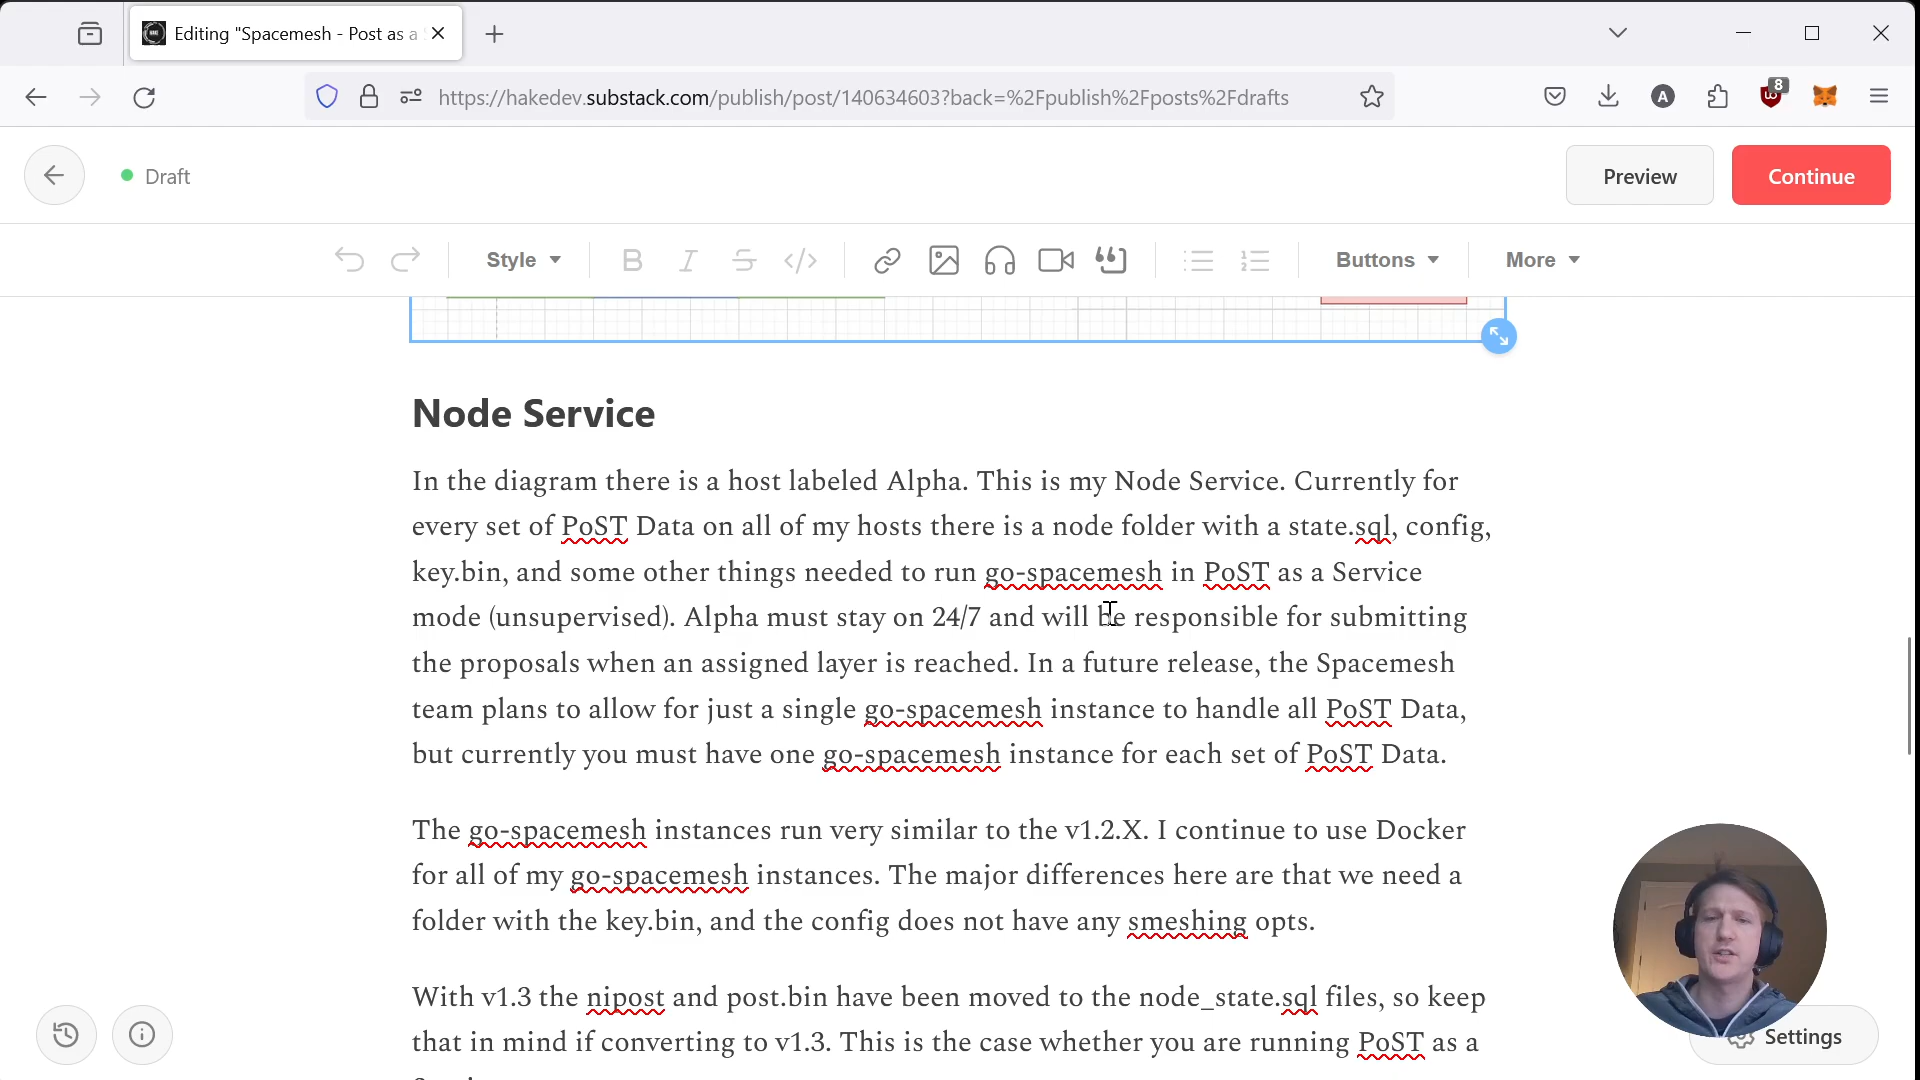 Editing "Spacemesh - Post as a
https://hakedev.substack.com/publish/post/140634603?back=%2Fpublish%2Fposts%2Fdrafts
A
8
Draft
Preview
Continue
Style
B
I
S
Buttons
More
Node Service
In the diagram there is a host labeled Alpha. This is my Node Service. Currently for
every set of PoST Data on all of my hosts there is a node folder with a state.sql, config,
key.bin, and some other things needed to run go-spacemesh in PoST as a Service
mode (unsupervised). Alpha must stay on 24/7 and will be responsible for submitting
the proposals when an assigned layer is reached. In a future release, the Spacemesh
team plans to allow for just a single go-spacemesh instance to handle all PoST Data,
but currently you must have one go-spacemesh instance for each set of PoST Data.
The go-spacemesh instances run very similar to the v1.2.X. I continue to use Docker
for all of my go-spacemesh instances. The major differences here are that we need a
folder with the key.bin, and the config does not have any smeshing opts.
With v1.3 the nipost and post.bin have been moved to the node_state.sql files, so keep
that in mind if converting to v1.3. This is the case whether you are running PoST as a
Settings